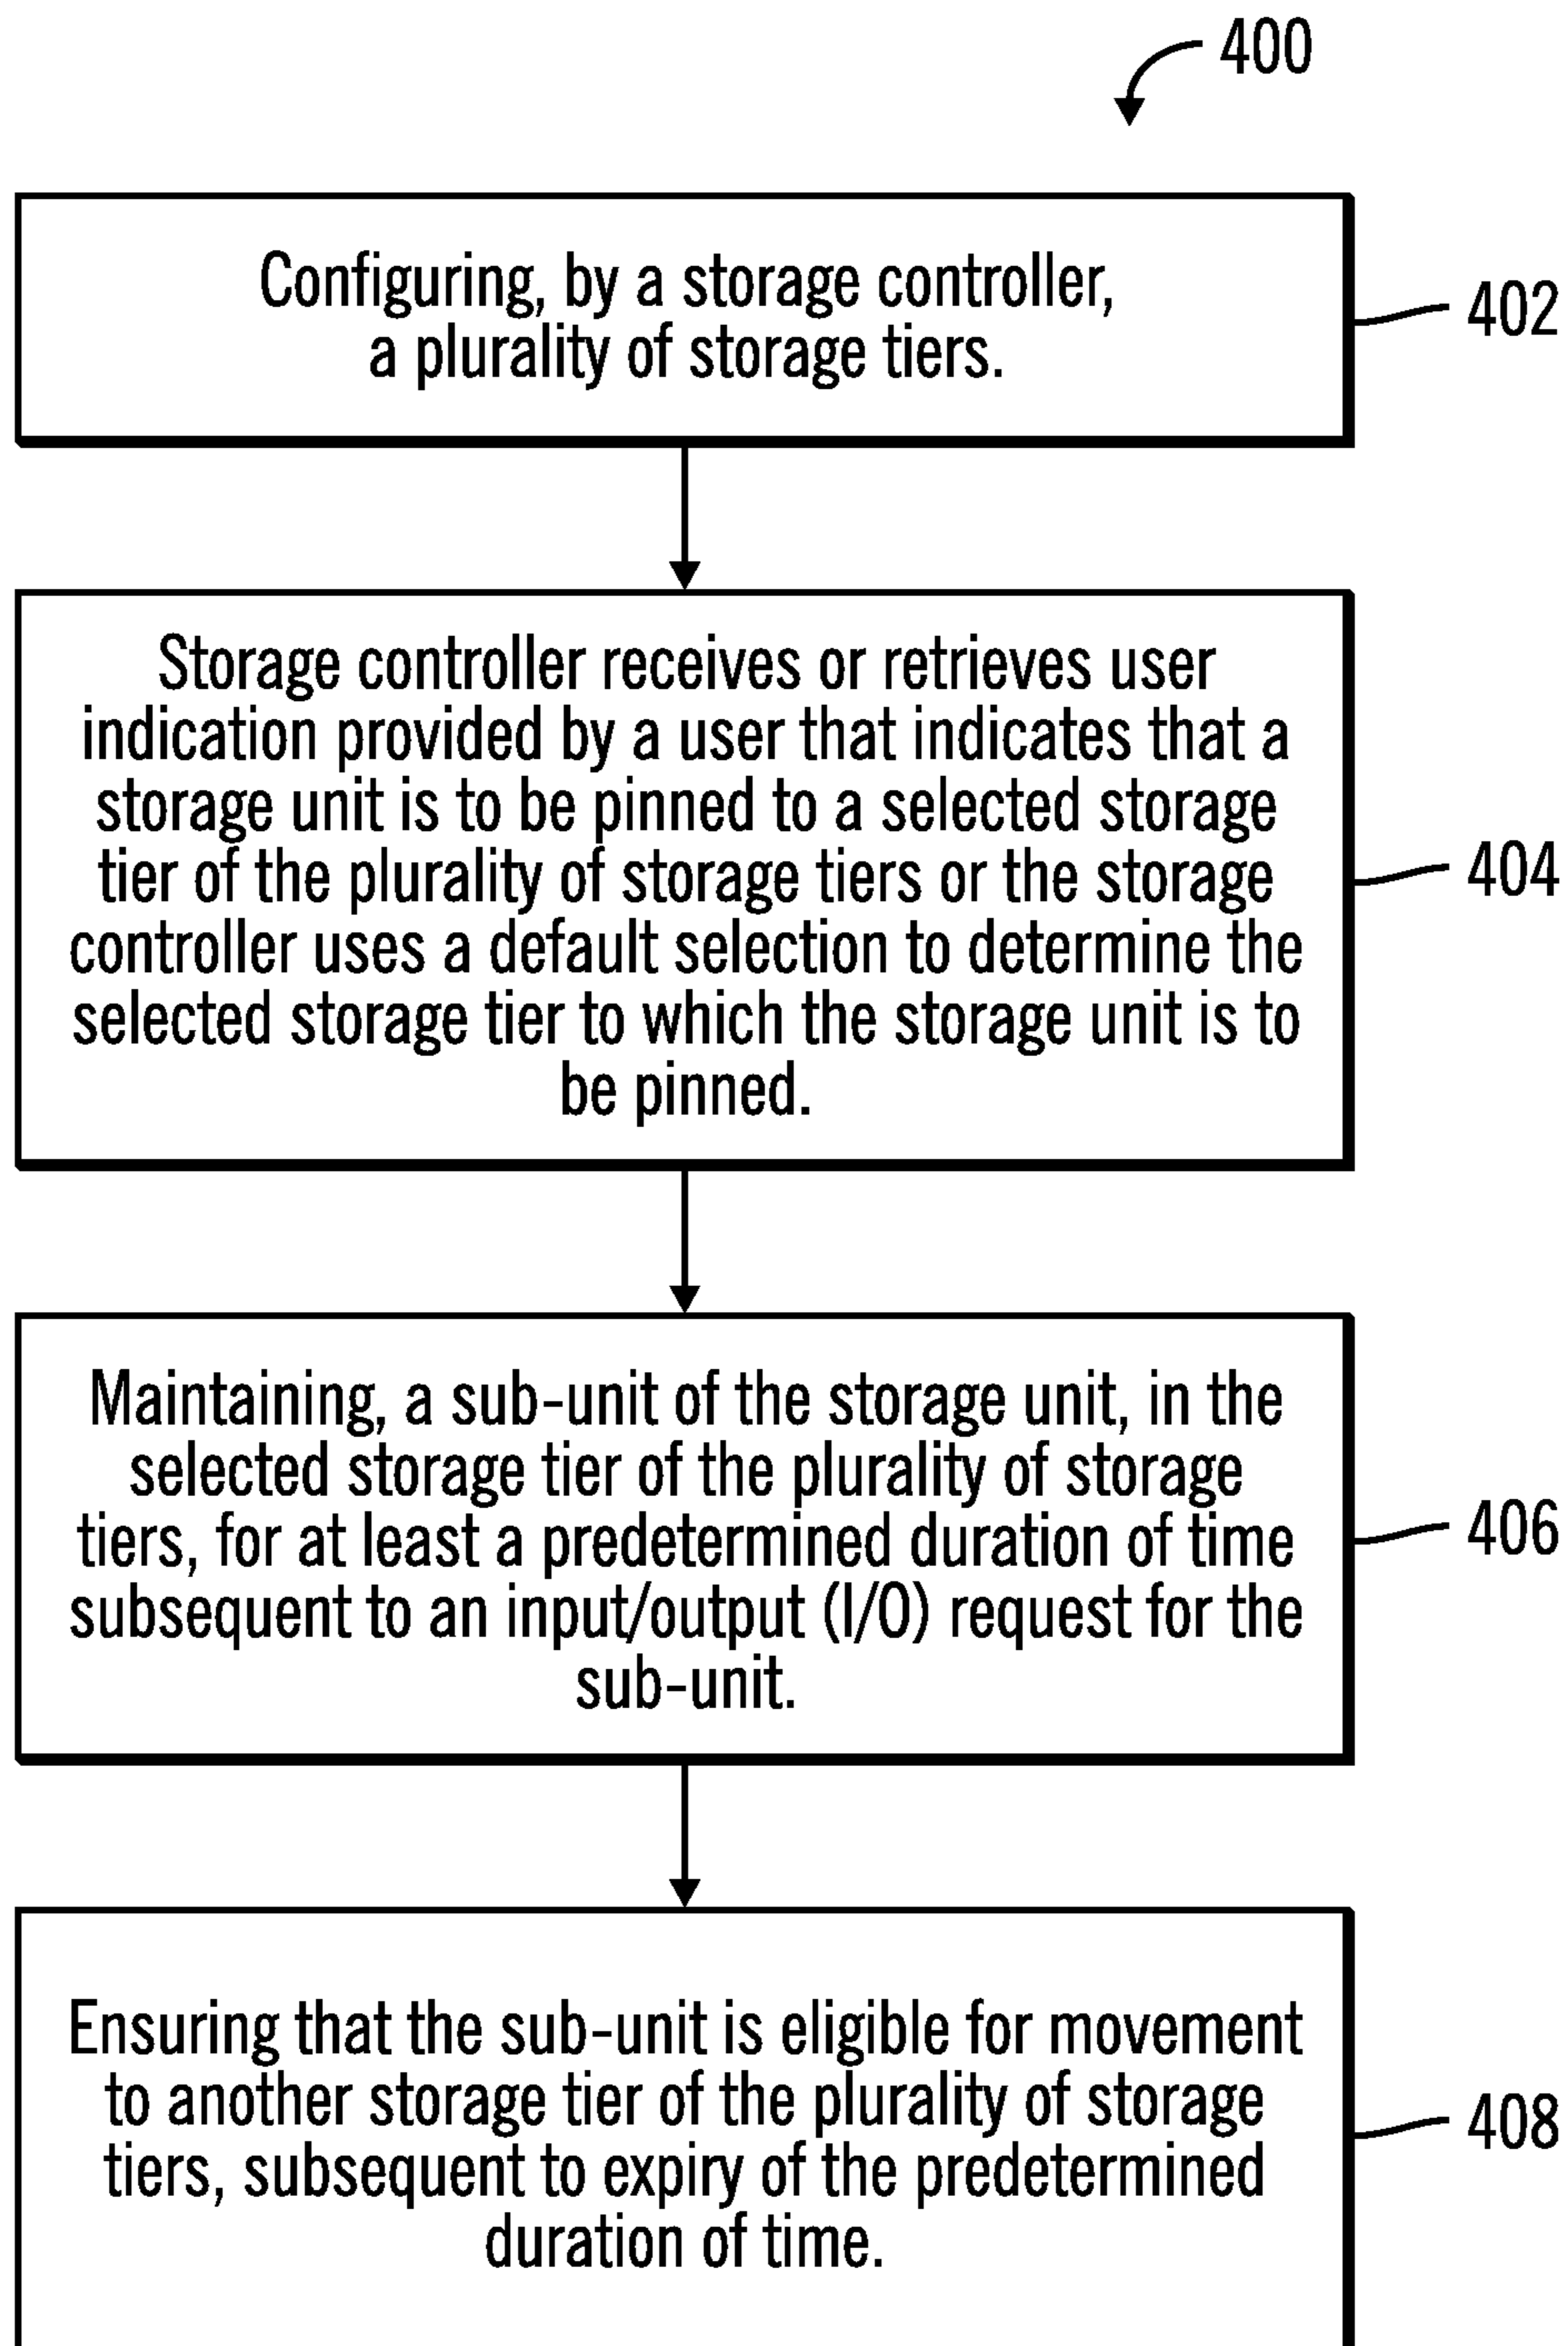 400
Configuring, by a storage controller,
a plurality of storage tiers.
402
Storage controller receives or retrieves user
indication provided by a user that indicates that a
storage unit is to be pinned to a selected storage
tier of the plurality of storage tiers or the storage
controller uses a default selection to determine the
selected storage tier to which the storage unit is to
be pinned.
404
Maintaining, a sub-unit of the storage unit, in the
selected storage tier of the plurality of storage
tiers, for at least a predetermined duration of time
subsequent to an input/output (I/O) request for the
sub-unit.
406
Ensuring that the sub-unit is eligible for movement
to another storage tier of the plurality of storage
tiers, subsequent to expiry of the predetermined
duration of time.
408